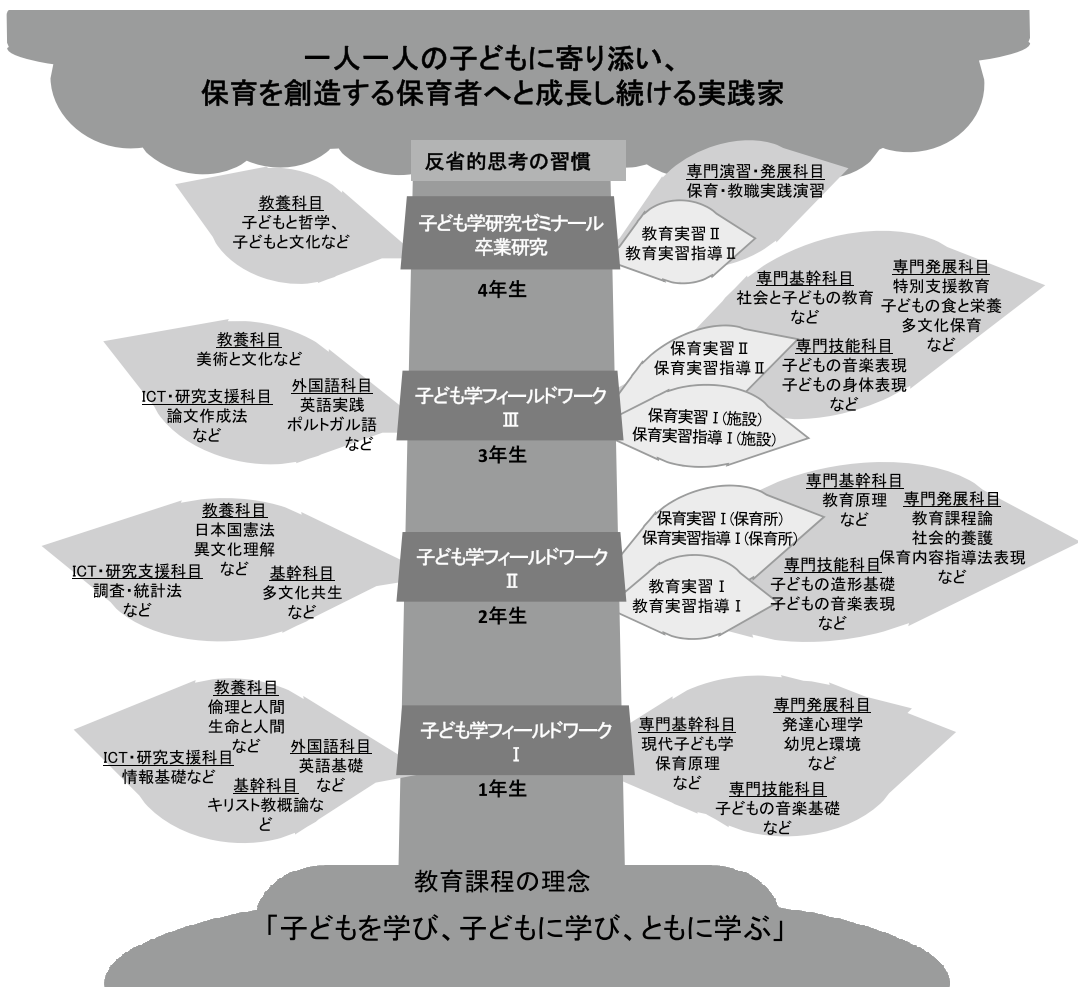 一人一人の子どもに寄り添い、
保育を創造する保育者へと成長し続ける実践家
反省的思考の習慣
教養科目
子どもと哲学、
子どもと文化など
子ども学研究ゼミナール
卒業研究
4年生
専門演習・発展科目
保育・教職実践演習
教育実習Ⅱ
教育実習指導Ⅱ
教養科目
美術と文化など
ICT・研究支援科目
論文作成法
など
外国語科目
英語実践
ポルトガル語
など
子ども学フィールドワーク
Ⅲ
3年生
保育実習Ⅱ
保育実習指導Ⅱ
保育実習Ⅰ(施設)
保育実習指導Ⅰ(施設)
専門基幹科目
社会と子どもの教育
など
専門発展科目
特別支援教育
子どもの食と栄養
多文化保育
など
専門技能科目
子どもの音楽表現
子どもの身体表現
など
教養科目
日本国憲法
異文化理解
など
ICT・研究支援科目
調査・統計法
など
基幹科目
多文化共生
など
子ども学フィールドワーク
Ⅱ
2年生
保育実習Ⅰ(保育所)
保育実習指導Ⅰ(保育所)
教育実習Ⅰ
教育実習指導Ⅰ
専門基幹科目
教育原理
など
専門発展科目
教育課程論
社会的養護
保育内容指導法表現
など
専門技能科目
子どもの造形基礎
子どもの音楽表現
など
教養科目
倫理と人間
生命と人間
など
ICT・研究支援科目
情報基礎など
外国語科目
英語基礎
など
基幹科目
キリスト教概論な
ど
子ども学フィールドワーク
Ⅰ
1年生
専門基幹科目
現代子ども学
保育原理
など
専門発展科目
発達心理学
幼児と環境
など
専門技能科目
子どもの音楽基礎
など
教育課程の理念
「子どもを学び、子どもに学び、ともに学ぶ」